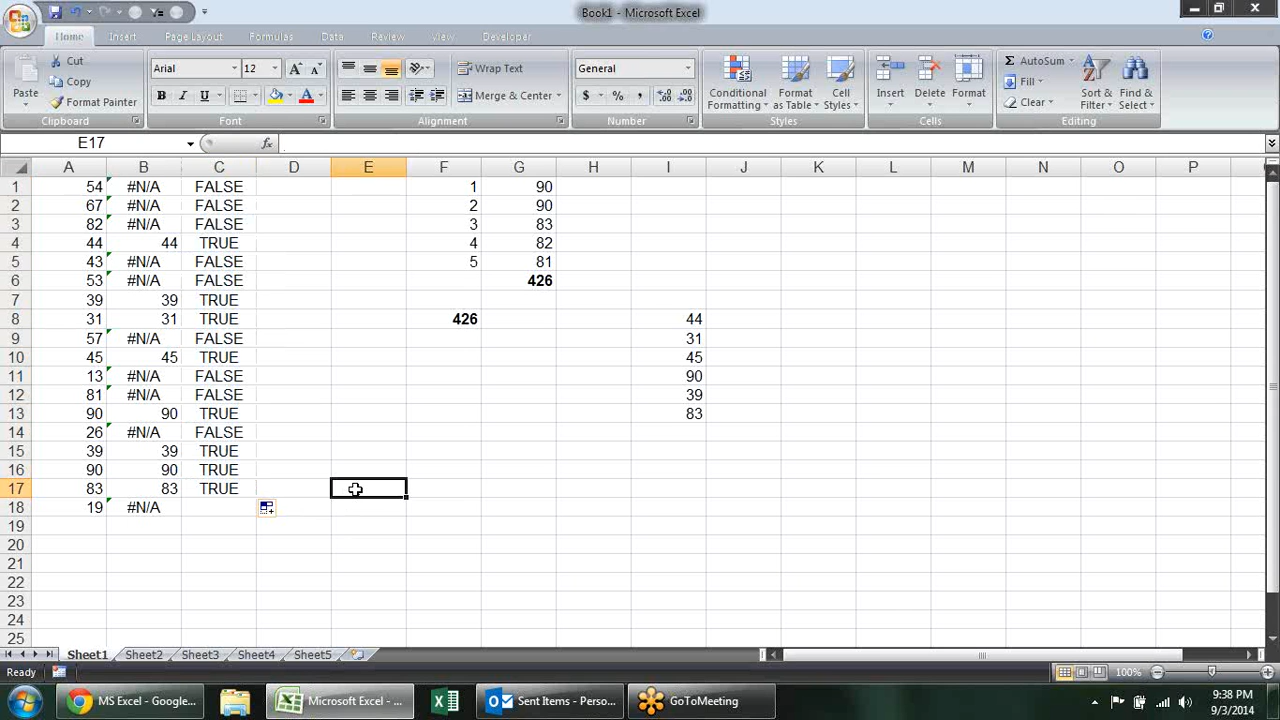 Book1 - Microsoft Excel
Home Insert Page Layout Formulas Data Review View Developer
Paste Cut Copy Format Painter Clipboard
Arial 12 A A B I U A Font
Wrap Text Merge & Center Alignment
General $ % , .0 .00 .00 .0 Number
Conditional Formatting Format as Table Cell Styles Styles
Insert Delete Format Cells
Σ AutoSum Fill Clear Sort & Filter Find & Select Editing
E17 fx
A B C D E F G H I J K L M N O P
1 54 #N/A FALSE 1 90
2 67 #N/A FALSE 2 90
3 82 #N/A FALSE 3 83
4 44 44 TRUE 4 82
5 43 #N/A FALSE 5 81
6 53 #N/A FALSE 426
7 39 39 TRUE
8 31 31 TRUE 426 44
9 57 #N/A FALSE 31
10 45 45 TRUE 45
11 13 #N/A FALSE 90
12 81 #N/A FALSE 39
13 90 90 TRUE 83
14 26 #N/A FALSE
15 39 39 TRUE
16 90 90 TRUE
17 83 83 TRUE
18 19 #N/A
19
20
21
22
23
24
25
Sheet1 Sheet2 Sheet3 Sheet4 Sheet5
Ready 100%
MS Excel - Google... Microsoft Excel - ... Sent Items - Perso... GoToMeeting 9:38 PM
9/3/2014